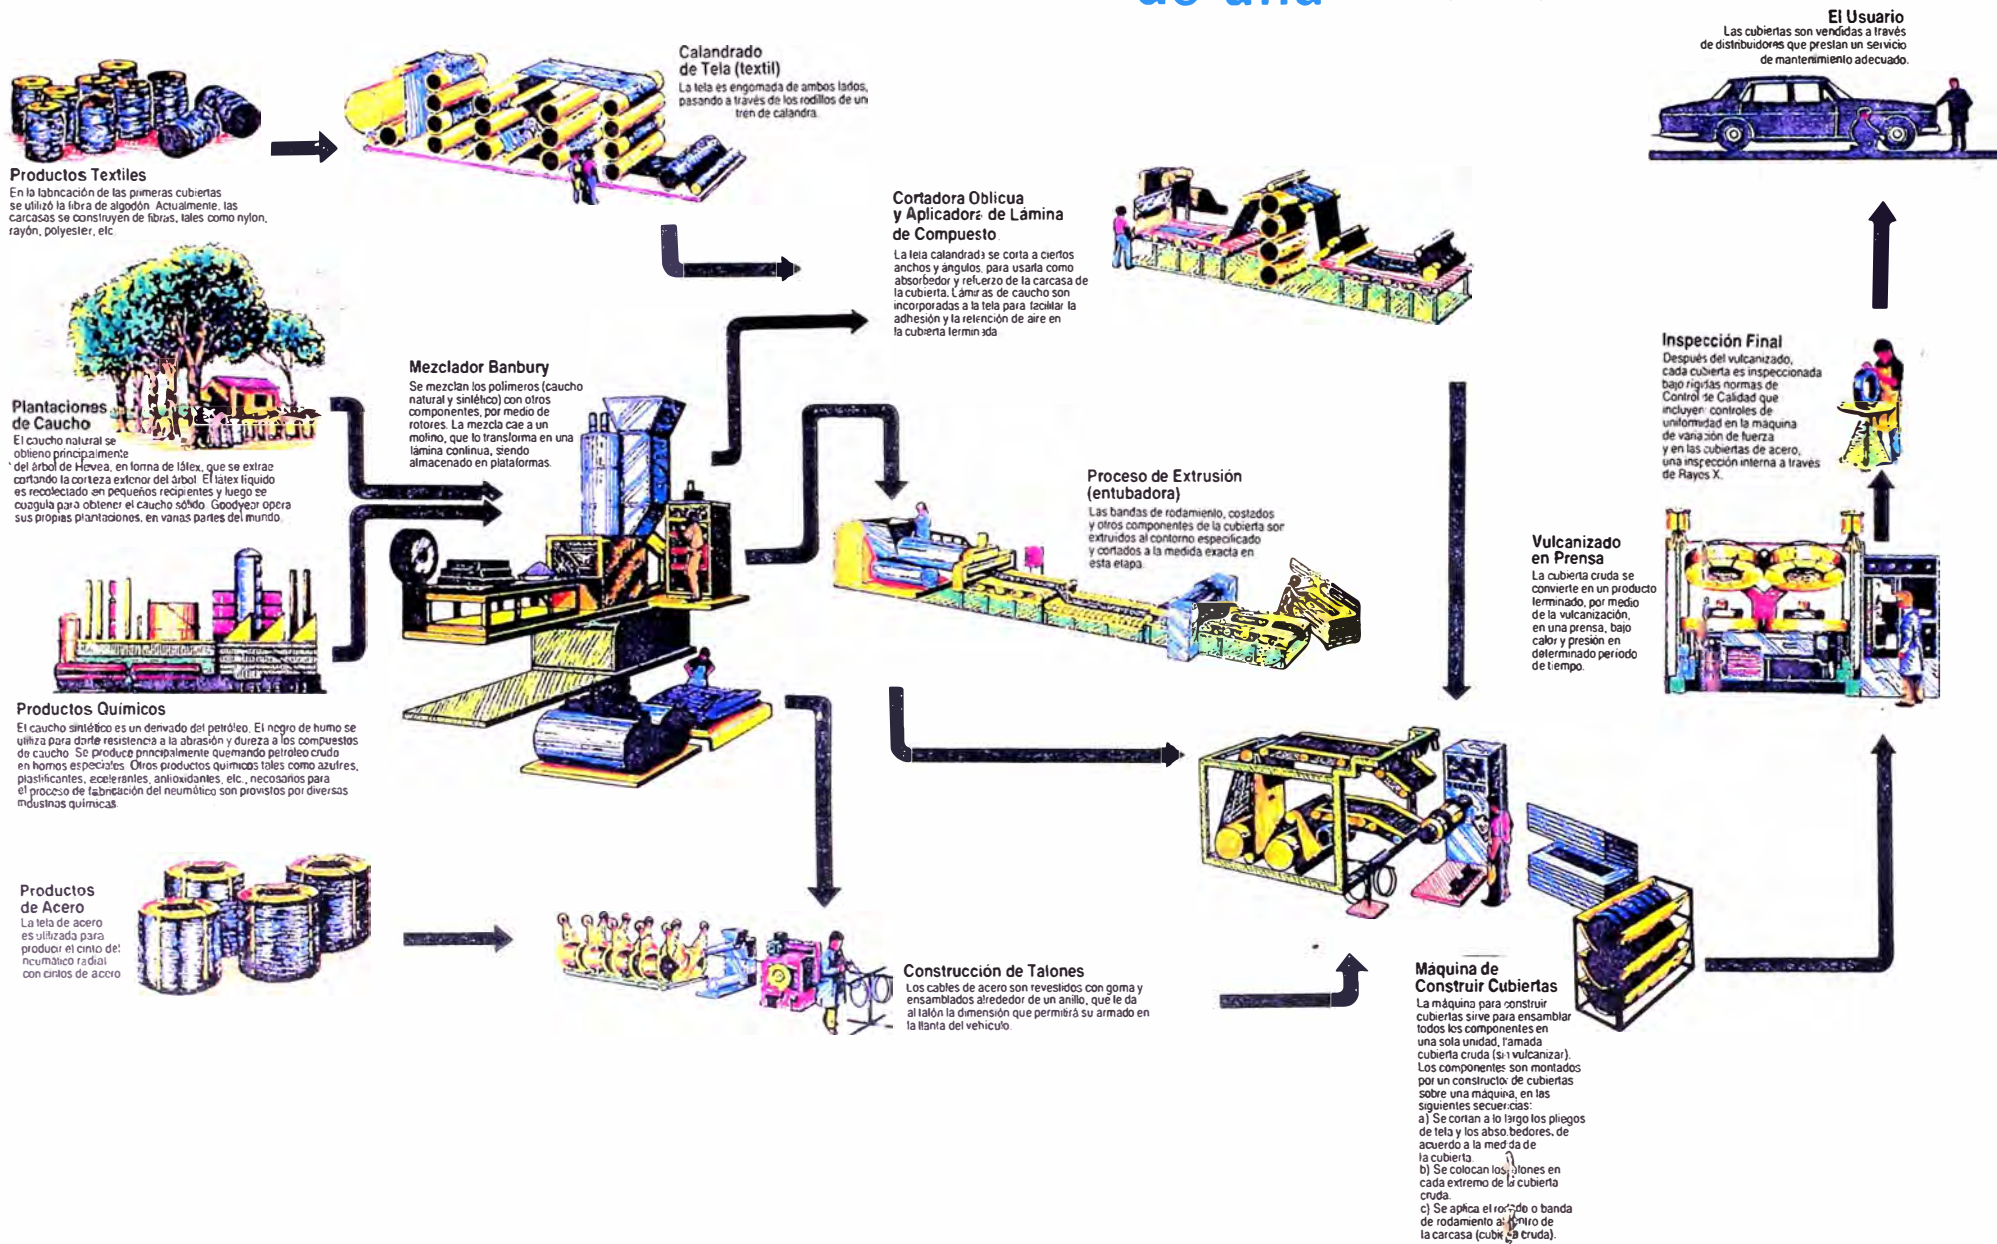 de una
El Usuario
Las cubiertas son vendidas a través
de distribuidores que prestan un servicio
de mantenimiento adecuado.
Calandrado
de Tela (textil)
La tela es engomada de ambos lados,
pasando a través de los rodillos de un
tren de calandra.
Productos Textiles
En la fabricación de las primeras cubiertas
se utilizó la fibra de algodón. Actualmente, las
carcasas se construyen de fibras, tales como nylon,
rayón, polyester, etc.
Cortadora Oblicua
y Aplicadora de Lámina
de Compuesto
La tela calandrada se corta a ciertos
anchos y ángulos, para usarla como
absorbedor y refuerzo de la carcasa de
la cubierta. Láminas de caucho son
incorporadas a la tela para facilitar la
adhesión y la retención de aire en
la cubierta terminada.
Plantaciones
de Caucho
El caucho natural se
obtiene principalmente
del árbol de Hevea, en forma de látex, que se extrae
cortando la corteza exterior del árbol. El látex líquido
es recolectado en pequeños recipientes y luego se
coagula para obtener el caucho sólido. Goodyear opera
sus propias plantaciones, en varias partes del mundo.
Mezclador Banbury
Se mezclan los polímeros (caucho
natural y sintético) con otros
componentes, por medio de
rotores. La mezcla cae a un
molino, que lo transforma en una
lámina continua, siendo
almacenado en plataformas.
Inspección Final
Después del vulcanizado,
cada cubierta es inspeccionada
bajo rígidas normas de
Control de Calidad que
incluyen: controles de
uniformidad en la máquina
de variación de fuerza
y en las cubiertas de acero,
una inspección interna a través
de Rayos X.
Proceso de Extrusión
(entubadora)
Las bandas de rodamiento, costados
y otros componentes de la cubierta son
extruidos al contorno especificado
y cortados a la medida exacta en
esta etapa.
Vulcanizado
en Prensa
La cubierta cruda se
convierte en un producto
terminado, por medio
de la vulcanización,
en una prensa, bajo
calor y presión en
determinado período
de tiempo.
Productos Químicos
El caucho sintético es un derivado del petróleo. El negro de humo se
utiliza para darle resistencia a la abrasión y dureza a los compuestos
de caucho. Se produce principalmente quemando petróleo crudo
en hornos especiales. Otros productos químicos tales como azufres,
plastificantes, acelerantes, antioxidantes, etc., necesarios para
el proceso de fabricación del neumático son provistos por diversas
industrias químicas.
Productos
de Acero
La tela de acero
es utilizada para
producir el cinto del
neumático radial
con cintos de acero
Construcción de Talones
Los cables de acero son revestidos con goma y
ensamblados alrededor de un anillo, que le da
al talón la dimensión que permitirá su armado en
la llanta del vehículo.
Máquina de
Construir Cubiertas
La máquina para construir
cubiertas sirve para ensamblar
todos los componentes en
una sola unidad, llamada
cubierta cruda (sin vulcanizar).
Los componentes son montados
por un constructor de cubiertas
sobre una máquina, en las
siguientes secuencias:
a) Se cortan a lo largo los pliegos
de tela y los absorbedores, de
acuerdo a la medida de
la cubierta.
b) Se colocan los talones en
cada extremo de la cubierta
cruda.
c) Se aplica el rodado o banda
de rodamiento al centro de
la carcasa (cubierta cruda).